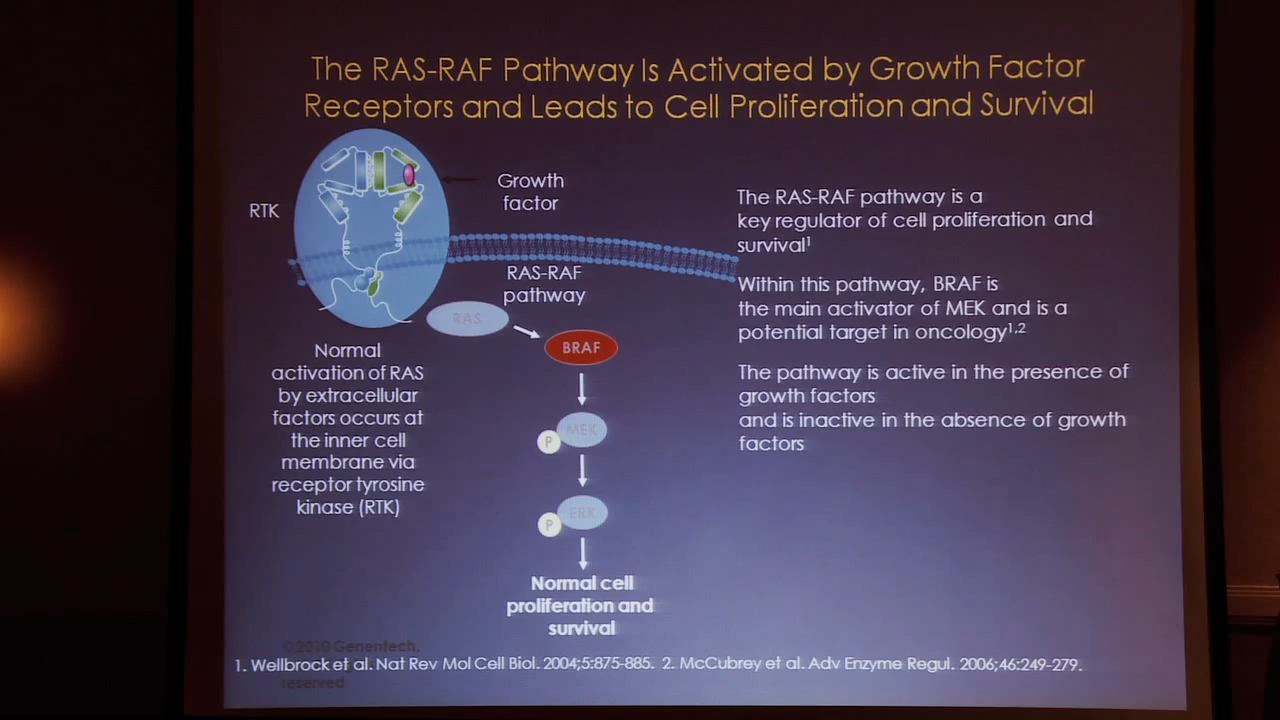 The RAS-RAF Pathway Is Activated by Growth Factor
Receptors and Leads to Cell Proliferation and Survival
RTK
Growth
factor
RAS-RAF
pathway
RAS
BRAF
MEK
P
ERK
P
Normal cell
proliferation and
survival
Normal
activation of RAS
by extracellular
factors occurs at
the inner cell
membrane via
receptor tyrosine
kinase (RTK)
The RAS-RAF pathway is a
key regulator of cell proliferation and
survival¹
Within this pathway, BRAF is
the main activator of MEK and is a
potential target in oncology¹,²
The pathway is active in the presence of
growth factors
and is inactive in the absence of growth
factors
©2010 Genentech,
1. Wellbrock et al. Nat Rev Mol Cell Biol. 2004;5:875-885. 2. McCubrey et al. Adv Enzyme Regul. 2006;46:249-279.
reserved